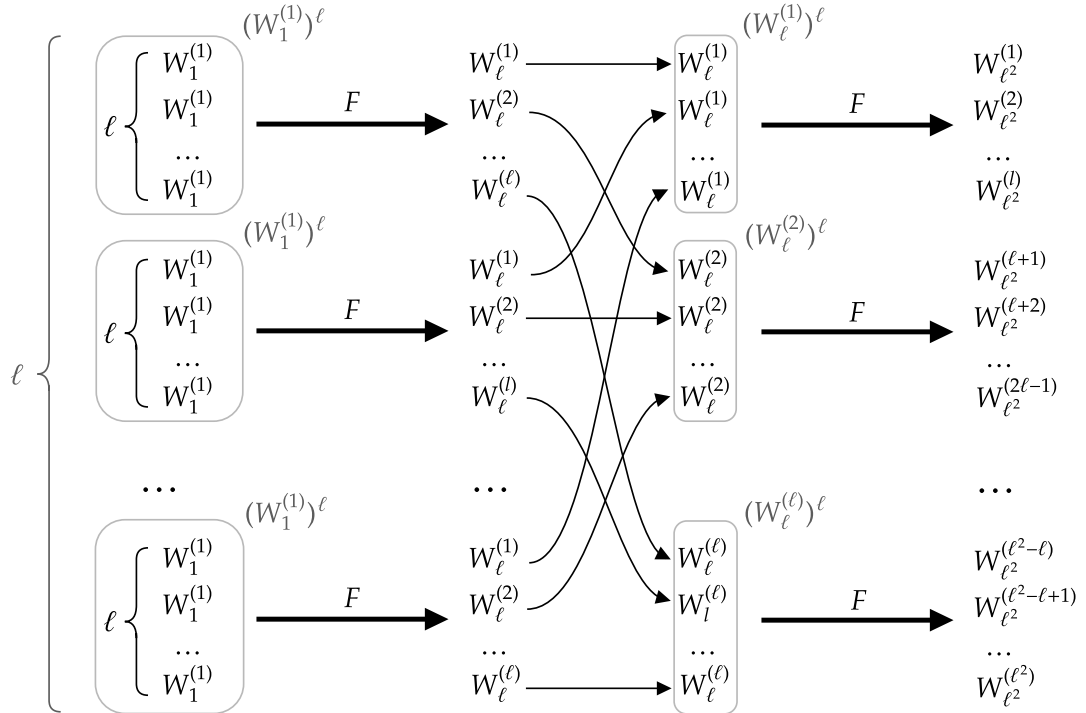 (W_1^{(1)})^ℓ (W_ℓ^{(1)})^ℓ
W_1^{(1)} W_ℓ^{(1)} W_ℓ^{(1)} W_{ℓ^2}^{(1)}
W_1^{(1)} F W_ℓ^{(2)} W_ℓ^{(1)} F W_{ℓ^2}^{(2)}
ℓ
... ... ... ...
W_1^{(1)} W_ℓ^{(ℓ)} W_ℓ^{(1)} W_{ℓ^2}^{(l)}
(W_1^{(1)})^ℓ (W_ℓ^{(2)})^ℓ
W_1^{(1)} W_ℓ^{(1)} W_ℓ^{(2)} W_{ℓ^2}^{(ℓ+1)}
W_1^{(1)} F W_ℓ^{(2)} W_ℓ^{(2)} F W_{ℓ^2}^{(ℓ+2)}
ℓ
... ... ... ...
ℓ
W_1^{(1)} W_ℓ^{(l)} W_ℓ^{(2)} W_{ℓ^2}^{(2ℓ−1)}
... ... ...
(W_1^{(1)})^ℓ (W_ℓ^{(ℓ)})^ℓ
W_1^{(1)} W_ℓ^{(1)} W_ℓ^{(ℓ)} W_{ℓ^2}^{(ℓ^2−ℓ)}
W_1^{(1)} F W_ℓ^{(2)} W_l^{(ℓ)} F W_{ℓ^2}^{(ℓ^2−ℓ+1)}
ℓ
... ... ... ...
W_1^{(1)} W_ℓ^{(ℓ)} W_ℓ^{(ℓ)} W_{ℓ^2}^{(ℓ^2)}